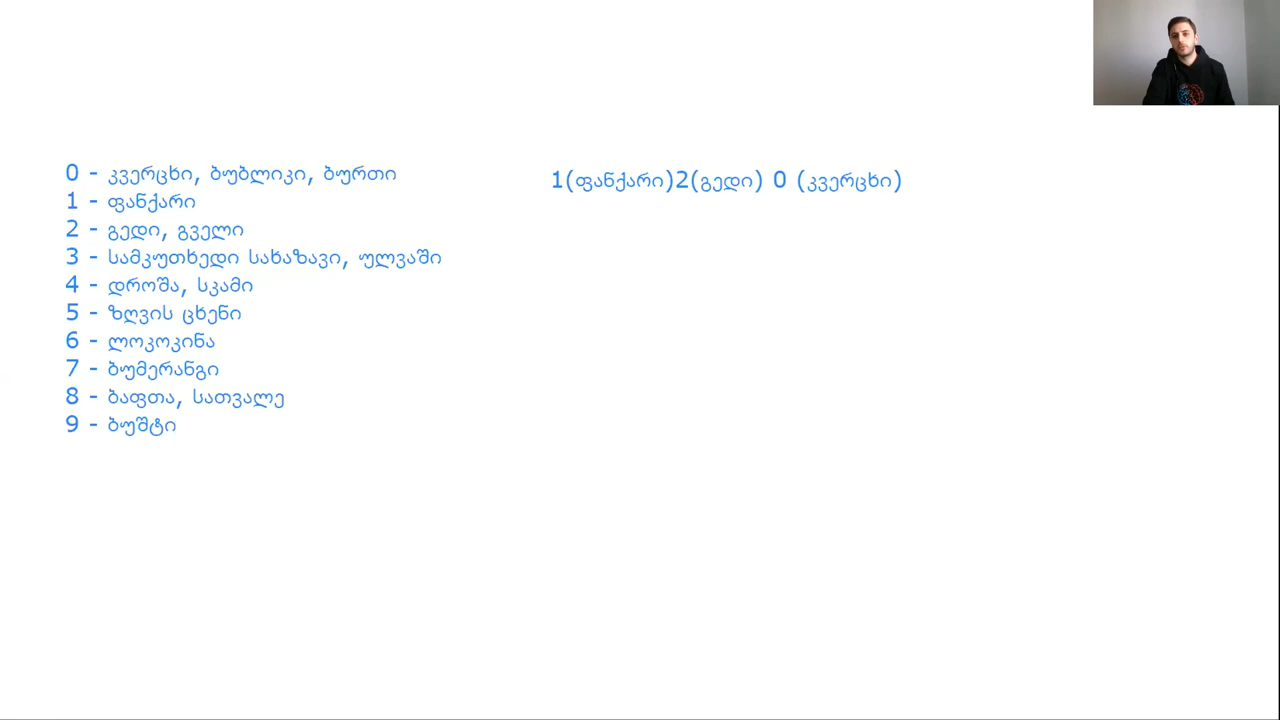 0 - კვერცხი, ბუბლიკი, ბურთი
1 - ფანქარი
2 - გედი, გველი
3 - სამკუთხედი სახაზავი, ულვაში
4 - დროშა, სკამი
5 - ზღვის ცხენი
6 - ლოკოკინა
7 - ბუმერანგი
8 - ბაფთა, სათვალე
9 - ბუშტი
1(ფანქარი)2(გედი) 0 (კვერცხი)